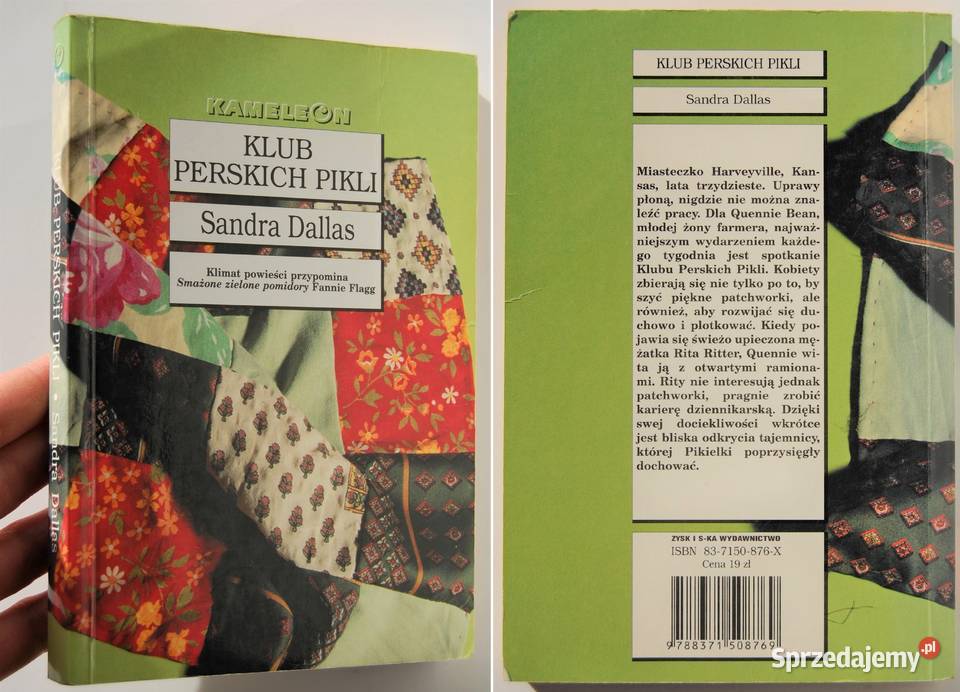 KAMELEON
KLUB
PERSKICH PIKLI
Sandra Dallas
Klimat powieści przypomina
Smażone zielone pomidory Fannie Flagg
PERSKICH PIKLI • Sandra Dallas
KLUB PERSKICH PIKLI
Sandra Dallas
Miasteczko Harveyville, Kan-
sas, lata trzydzieste. Uprawy
płoną, nigdzie nie można zna-
leźć pracy. Dla Quennie Bean,
młodej żony farmera, najważ-
niejszym wydarzeniem każde-
go tygodnia jest spotkanie
Klubu Perskich Pikli. Kobiety
zbierają się nie tylko po to, by
szyć piękne patchworki, ale
również, aby rozwijać się du-
chowo i plotkować. Kiedy po-
jawia się świeżo upieczona mę-
żatka Rita Ritter, Quennie wi-
ta ją z otwartymi ramiona-
mi. Rity nie interesują jednak
patchworki, pragnie zrobić
karierę dziennikarską. Dzięki
swej dociekliwości wkrótce
jest bliska odkrycia tajemnicy,
której Pikielki poprzysięgły
dochować.
ZYSK I S-KA WYDAWNICTWO
ISBN 83-7150-876-X
Cena 19 zł
9788371508769
Sprzedajemy.pl